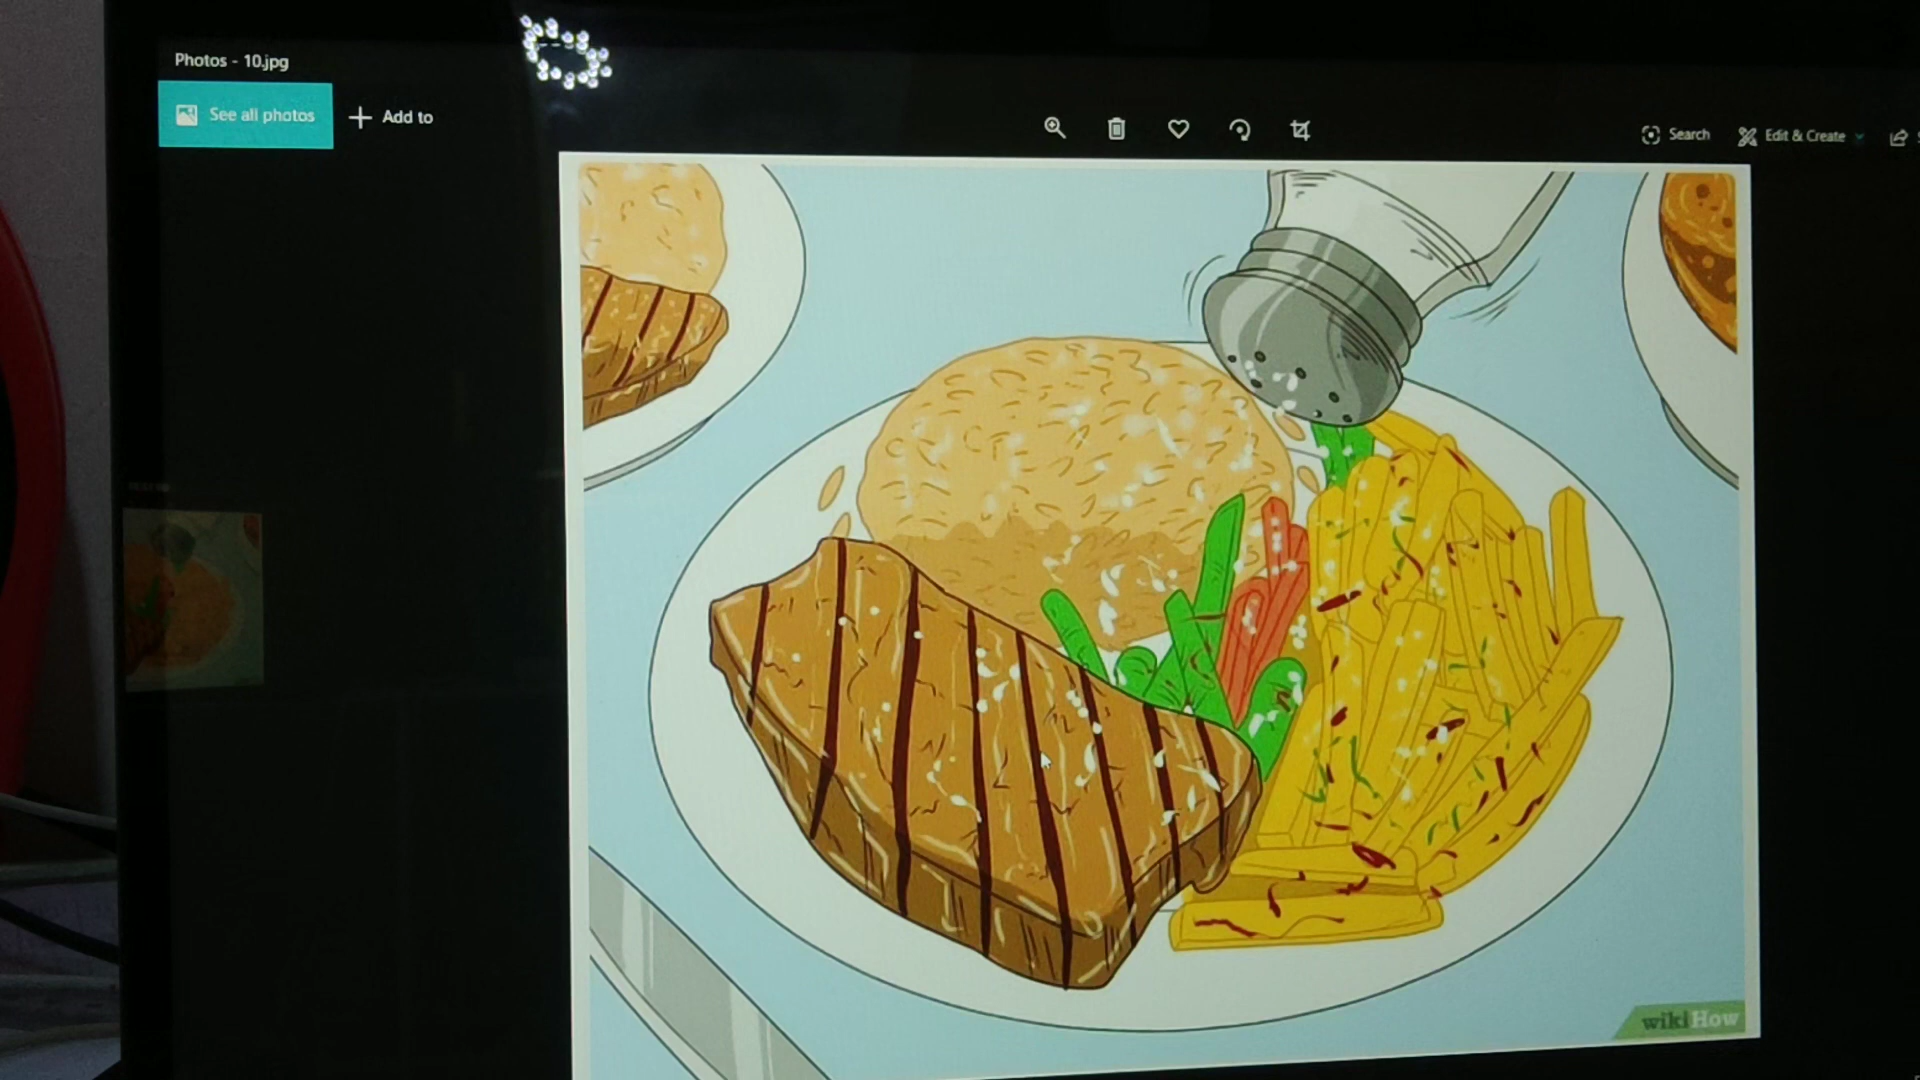 Photos - 10.jpg
See all photos
Add to
Search
Edit & Create
wikiHow